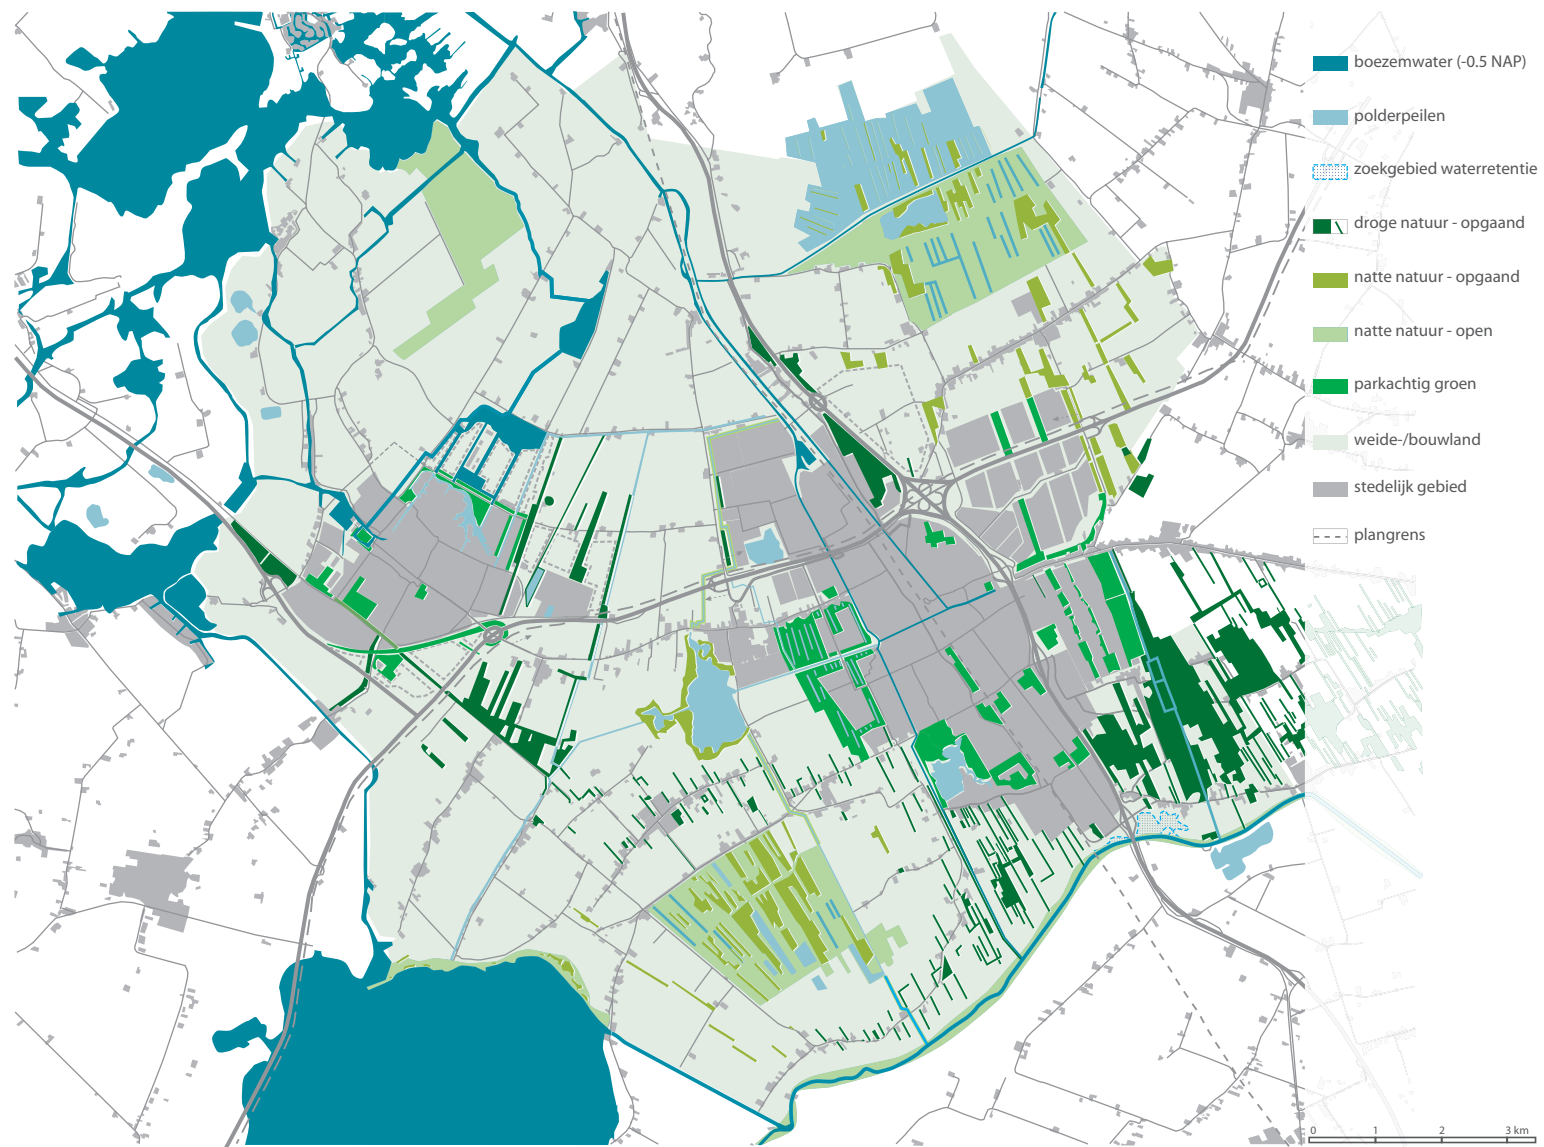 boezemwater (-0.5 NAP)
polderpeilen
zoekgebied waterretentie
droge natuur - opgaand
natte natuur - opgaand
natte natuur - open
parkachtig groen
weide-/bouwland
stedelijk gebied
plangrens
0 1 2 3 km